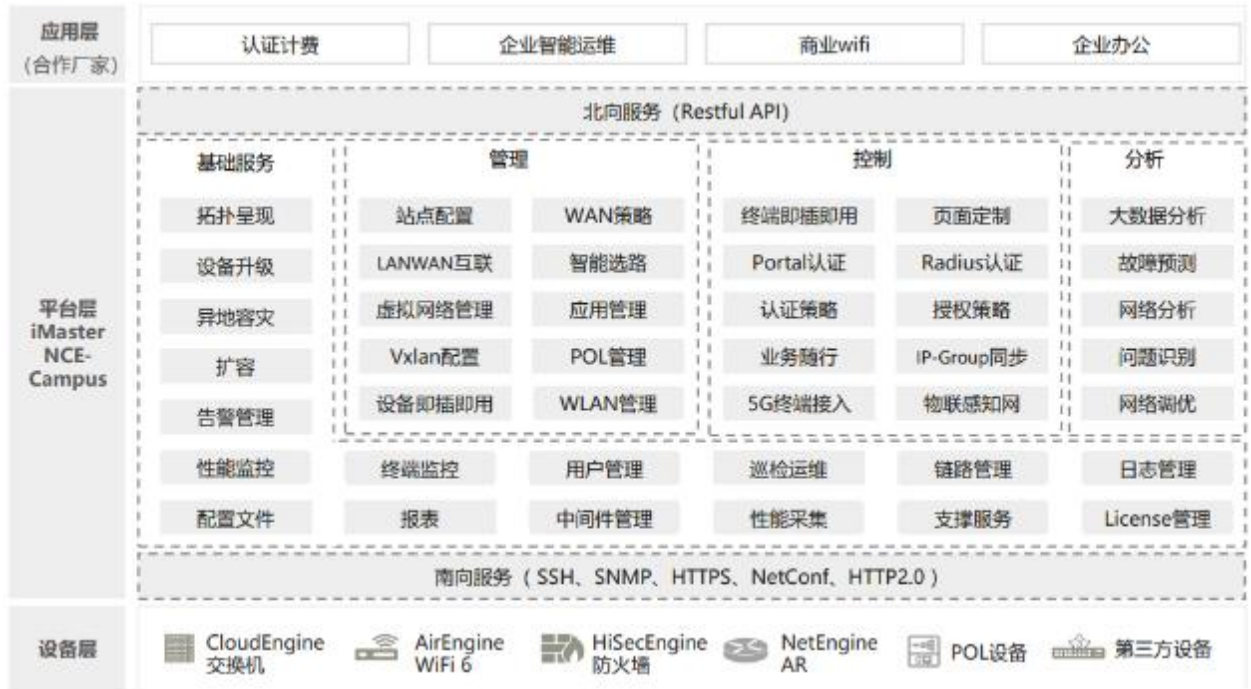 应用层
(合作厂家)
认证计费
企业智能运维
商业wifi
企业办公
平台层
iMaster
NCE-
Campus
北向服务（Restful API）
基础服务
管理
控制
分析
拓扑呈现
站点配置
WAN策略
终端即插即用
页面定制
大数据分析
设备升级
LANWAN互联
智能选路
Portal认证
Radius认证
故障预测
异地容灾
虚拟网络管理
应用管理
认证策略
授权策略
网络分析
扩容
Vxlan配置
POL管理
业务随行
IP-Group同步
问题识别
告警管理
设备即插即用
WLAN管理
5G终端接入
物联感知网
网络调优
性能监控
终端监控
用户管理
巡检运维
链路管理
日志管理
配置文件
报表
中间件管理
性能采集
支撑服务
License管理
南向服务（SSH、SNMP、HTTPS、NetConf、HTTP2.0）
设备层
CloudEngine
交换机
AirEngine
WiFi 6
HiSecEngine
防火墙
NetEngine
AR
POL设备
第三方设备